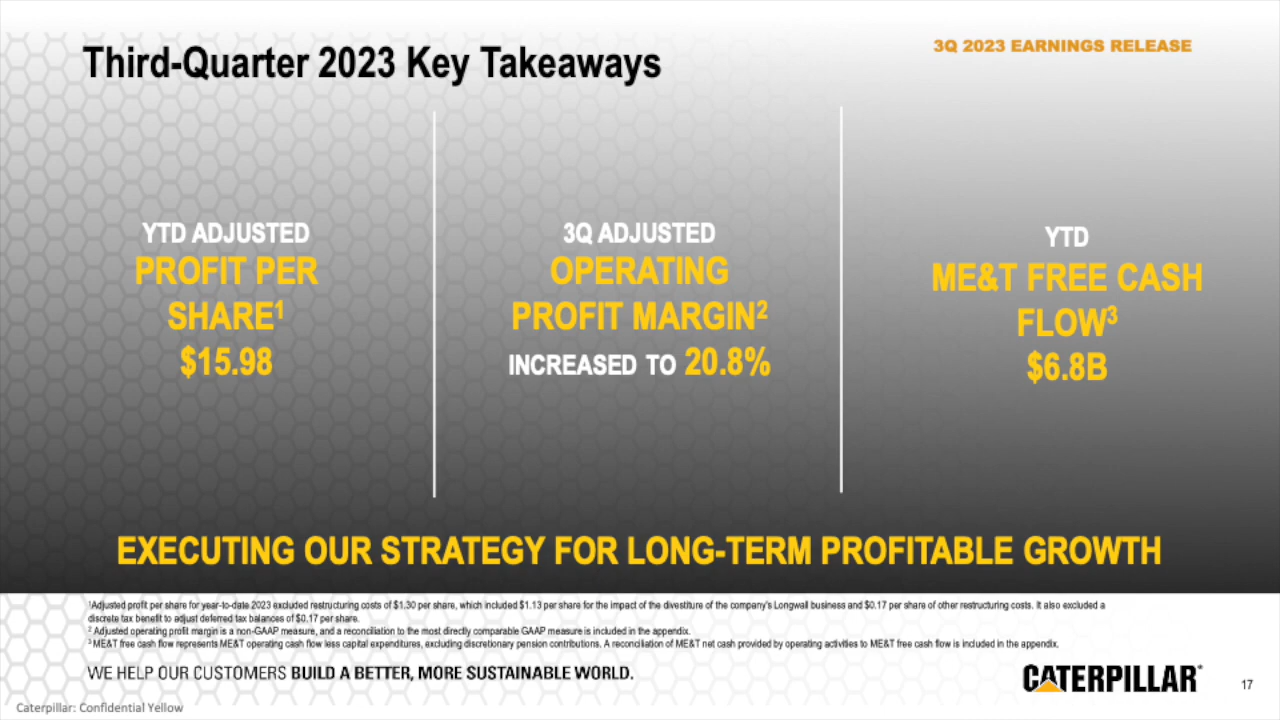 Third-Quarter 2023 Key Takeaways
3Q 2023 EARNINGS RELEASE
YTD ADJUSTED
PROFIT PER
SHARE¹
$15.98
3Q ADJUSTED
OPERATING
PROFIT MARGIN²
INCREASED TO 20.8%
YTD
ME&T FREE CASH
FLOW³
$6.8B
EXECUTING OUR STRATEGY FOR LONG-TERM PROFITABLE GROWTH
¹Adjusted profit per share for year-to-date 2023 excluded restructuring costs of $1.30 per share, which included $1.13 per share for the impact of the divestiture of the company's Longwall business and $0.17 per share of other restructuring costs. It also excluded a
discrete tax benefit to adjust deferred tax balances of $0.17 per share.
² Adjusted operating profit margin is a non-GAAP measure, and a reconciliation to the most directly comparable GAAP measure is included in the appendix.
³ ME&T free cash flow represents ME&T operating cash flow less capital expenditures, excluding discretionary pension contributions. A reconciliation of ME&T net cash provided by operating activities to ME&T free cash flow is included in the appendix.
WE HELP OUR CUSTOMERS BUILD A BETTER, MORE SUSTAINABLE WORLD.
CATERPILLAR®
17
Caterpillar: Confidential Yellow